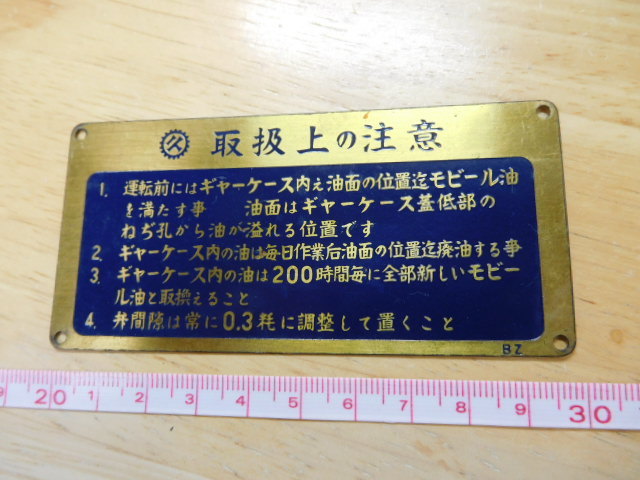 久 取扱上の注意
1. 運転前にはギャーケース内え油面の位置迄モビール油
を満たす事 油面はギャーケース蓋低部の
ねぢ孔から油が溢れる位置です
2. ギャーケース内の油は毎日作業后油面の位置迄廃油する事
3. ギャーケース内の油は200時間毎に全部新しいモビー
ル油と取換えること
4. 弁間隙は常に0.3粍に調整して置くこと
BZ
20 1 2 3 4 5 6 7 8 9 30